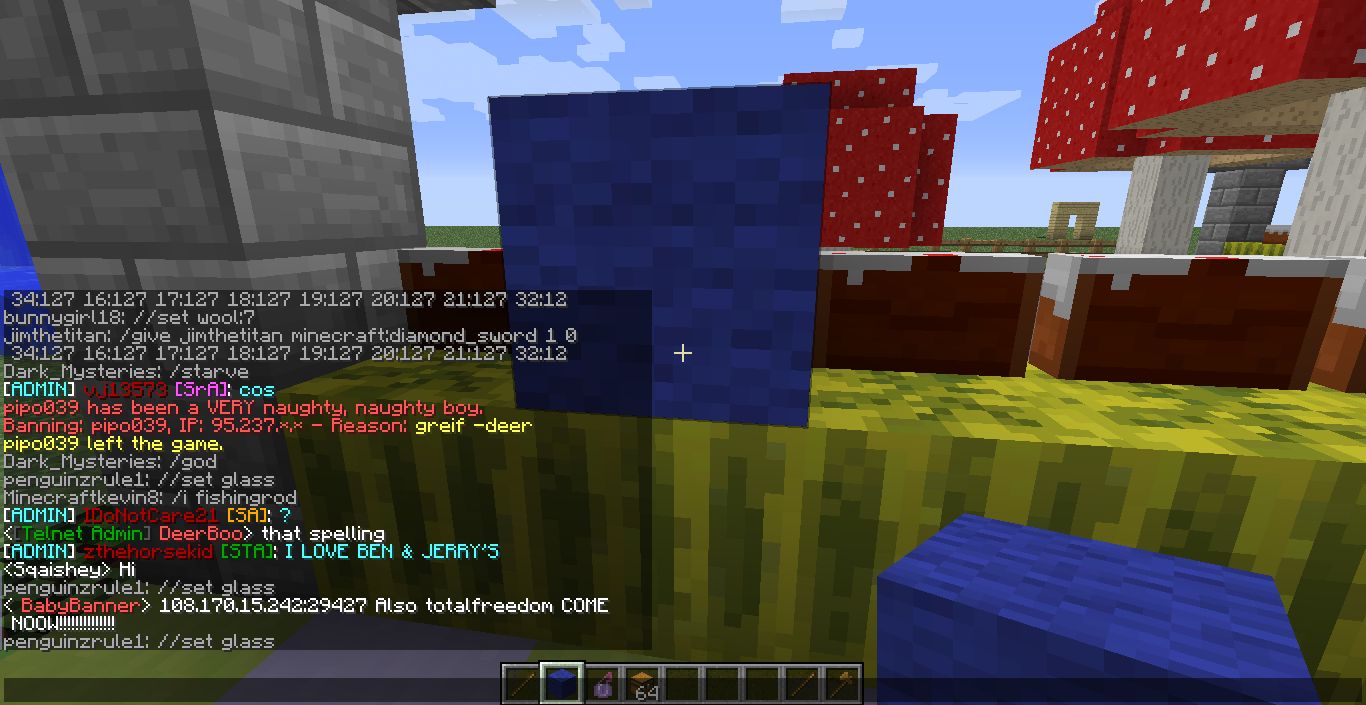 34:127 16:127 17:127 18:127 19:127 20:127 21:127 32:12
bunnygirl18: //set wool:7
jimthetitan: /give jimthetitan minecraft:diamond_sword 1 0
34:127 16:127 17:127 18:127 19:127 20:127 21:127 32:12
Dark_Mysteries: /starve
[ADMIN] vj13573 [SrA]: cos
pipo039 has been a VERY naughty, naughty boy.
Banning: pipo039, IP: 95.237.x.x - Reason: greif -deer
pipo039 left the game.
Dark_Mysteries: /god
penguinzrule1: //set glass
Minecraftkevin8: /i fishingrod
[ADMIN] IDoNotCare21 [SA]: ?
<[Telnet Admin] DeerBoo> that spelling
[ADMIN] zthehorsekid [STA]: I LOVE BEN & JERRY'S
<Sqaishey> Hi
penguinzrule1: //set glass
< BabyBanner> 108.170.15.242:29427 Also totalfreedom COME
NOOW!!!!!!!!!!!!!
penguinzrule1: //set glass
64